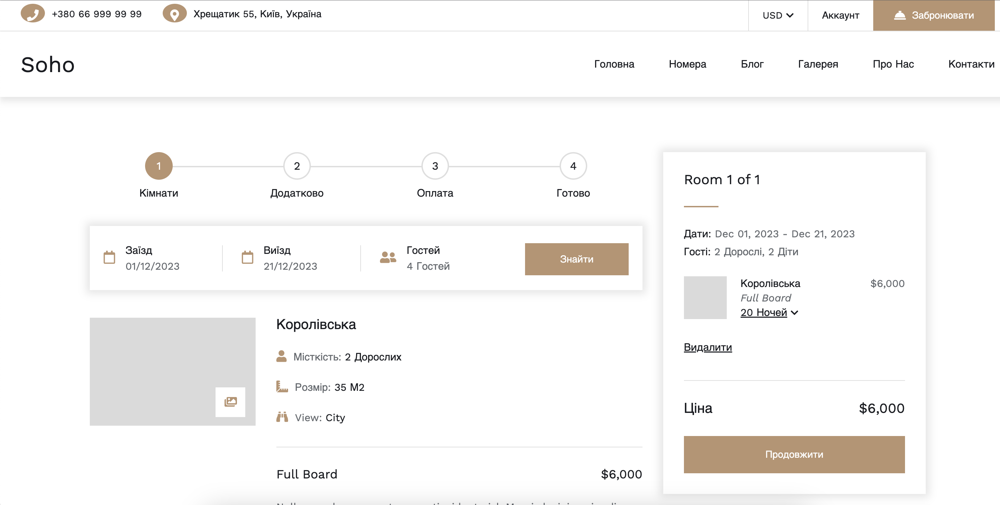 +380 66 999 99 99
Хрещатик 55, Київ, Україна
USD
Аккаунт
Забронювати
Soho
Головна
Номера
Блог
Галерея
Про Нас
Контакти
1
2
3
4
Кімнати
Додатково
Оплата
Готово
Заїзд
01/12/2023
Виїзд
21/12/2023
Гостей
4 Гостей
Знайти
Королівська
Місткість: 2 Дорослих
Розмір: 35 М2
View: City
Full Board
$6,000
Room 1 of 1
Дати: Dec 01, 2023 - Dec 21, 2023
Гості: 2 Дорослі, 2 Діти
Королівська
$6,000
Full Board
20 Ночей
Видалити
Ціна
$6,000
Продовжити